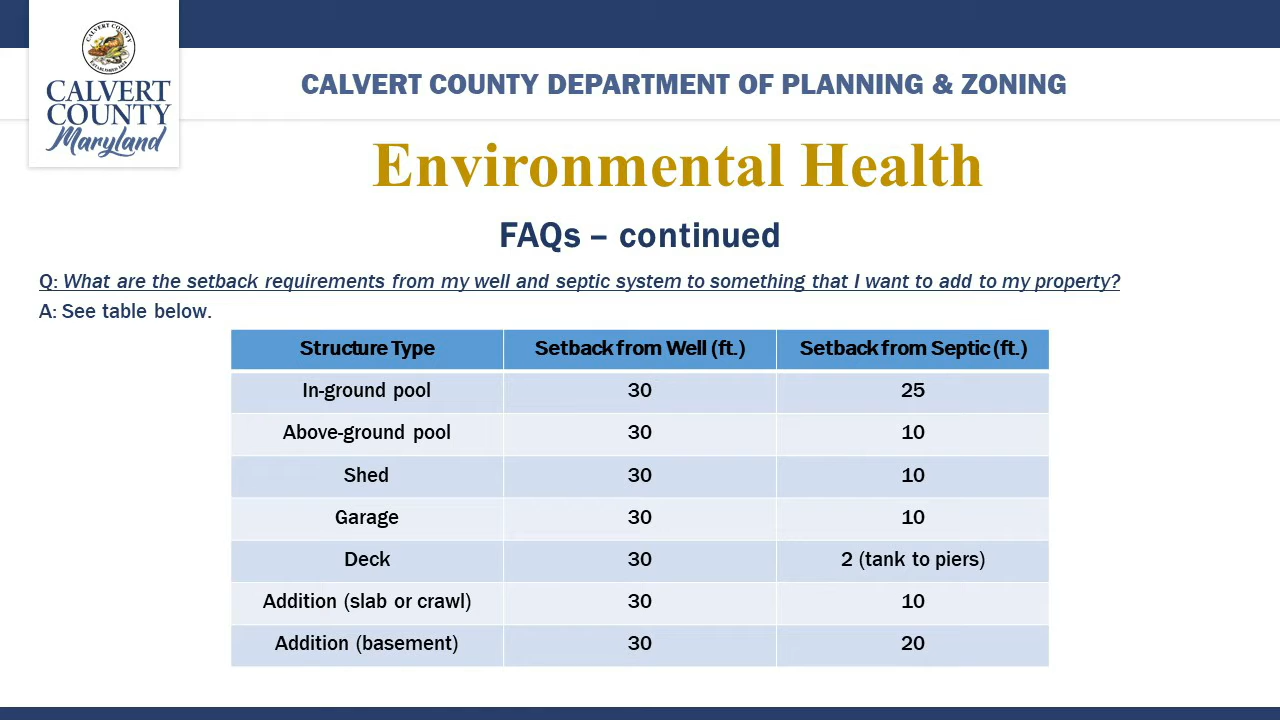 CALVERT COUNTY
ESTABLISHED 1654
CALVERT
COUNTY
Maryland
CALVERT COUNTY DEPARTMENT OF PLANNING & ZONING
Environmental Health
FAQs – continued
Q: What are the setback requirements from my well and septic system to something that I want to add to my property?
A: See table below.
Structure Type Setback from Well (ft.) Setback from Septic (ft.)
In-ground pool 30 25
Above-ground pool 30 10
Shed 30 10
Garage 30 10
Deck 30 2 (tank to piers)
Addition (slab or crawl) 30 10
Addition (basement) 30 20